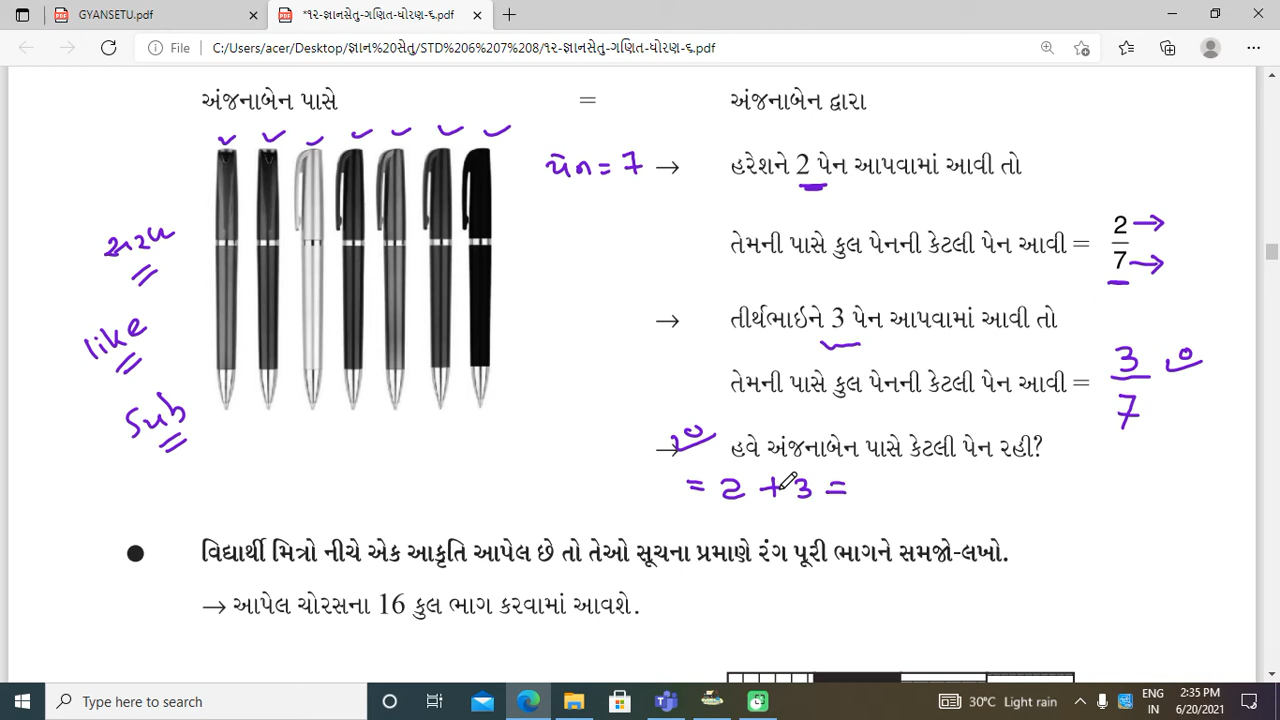 GYANSETU.pdf
*૧૨-જ્ઞાનસેતુ-ગણિત-ધોરણ-૬.pdf
File
C:/Users/acer/Desktop/જ્ઞાન%20સેતુ/STD%206%207%208/૧૨-જ્ઞાનસેતુ-ગણિત-ધોરણ-૬.pdf
અંજનાબેન પાસે = અંજનાબેન દ્વારા
પેન = 7 → હરેશને 2 પેન આપવામાં આવી તો
તેમની પાસે કુલ પેનની કેટલી પેન આવી = 2/7
→ તીર્થભાઇને 3 પેન આપવામાં આવી તો
like
તેમની પાસે કુલ પેનની કેટલી પેન આવી = 3/7
Sub
→ હવે અંજનાબેન પાસે કેટલી પેન રહી?
= 2 + 3 =
● વિદ્યાર્થી મિત્રો નીચે એક આકૃતિ આપેલ છે તો તેઓ સૂચના પ્રમાણે રંગ પૂરી ભાગને સમજો-લખો.
→ આપેલ ચોરસના 16 કુલ ભાગ કરવામાં આવશે.
Type here to search
30°C Light rain
ENG
IN
2:35 PM
6/20/2021